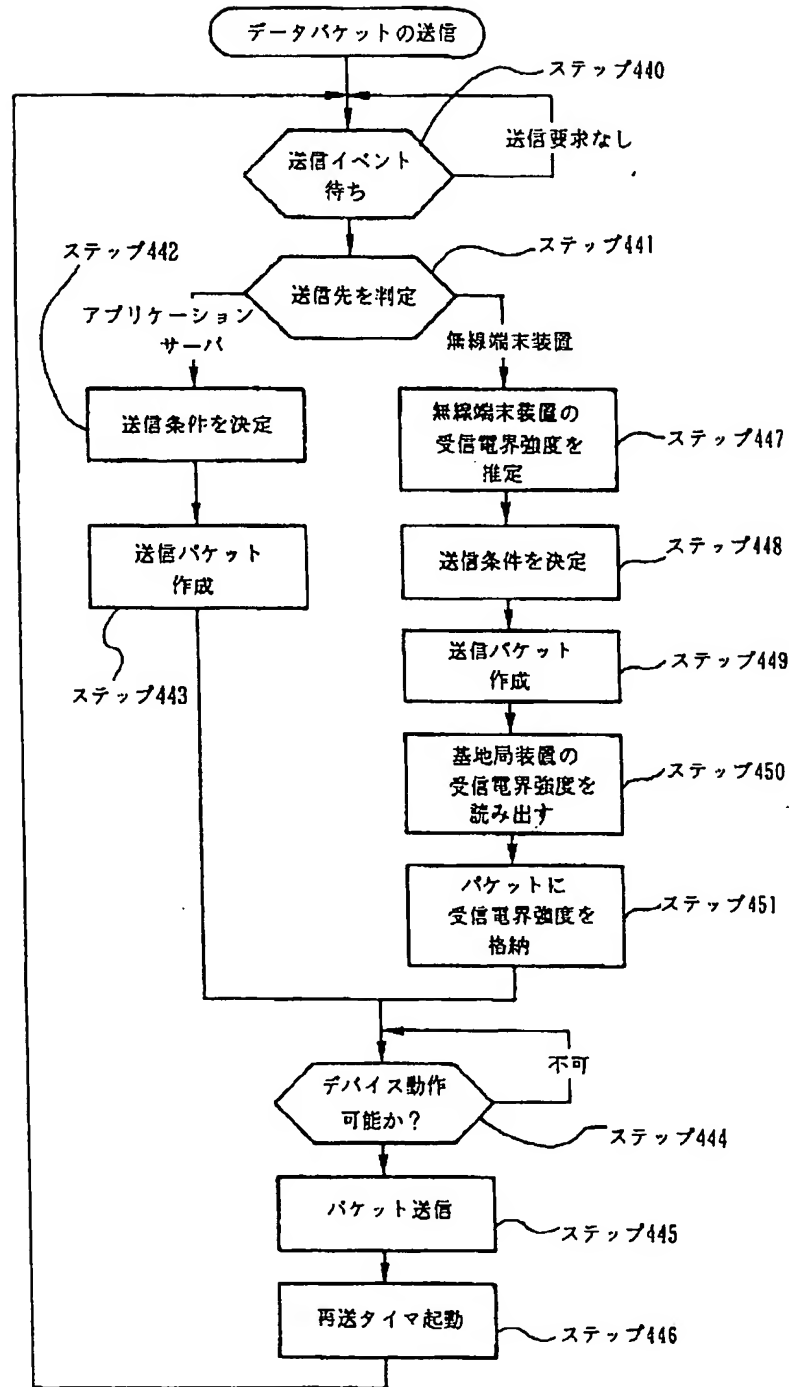 データパケットの送信
ステップ440
送信要求なし
送信イベント
待ち
ステップ441
ステップ442
送信先を判定
アプリケーション
サーバ
無線端末装置
送信条件を決定
無線端末装置の
受信電界強度を
推定
ステップ447
送信パケット
作成
ステップ443
送信条件を決定
ステップ448
送信パケット
作成
ステップ449
基地局装置の
受信電界強度を
読み出す
ステップ450
パケットに
受信電界強度を
格納
ステップ451
不可
デバイス動作
可能か?
ステップ444
パケット送信
ステップ445
再送タイマ起動
ステップ446